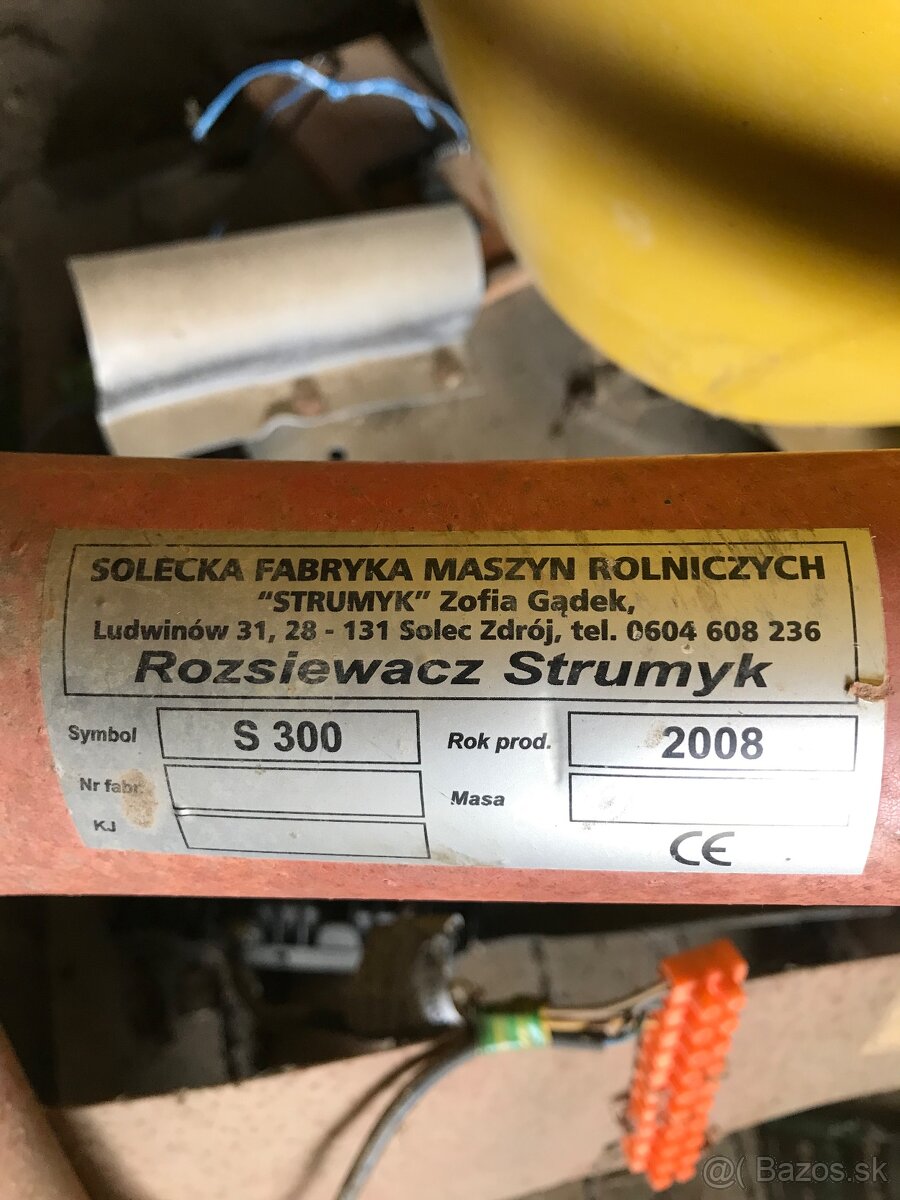 SOLECKA FABRYKA MASZYN ROLNICZYCH
"STRUMYK" Zofia Gądek,
Ludwinów 31, 28 - 131 Solec Zdrój, tel. 0604 608 236
Rozsiewacz Strumyk
Symbol S 300 Rok prod. 2008
Nr fabr. Masa
KJ CE
@( Bazos.sk